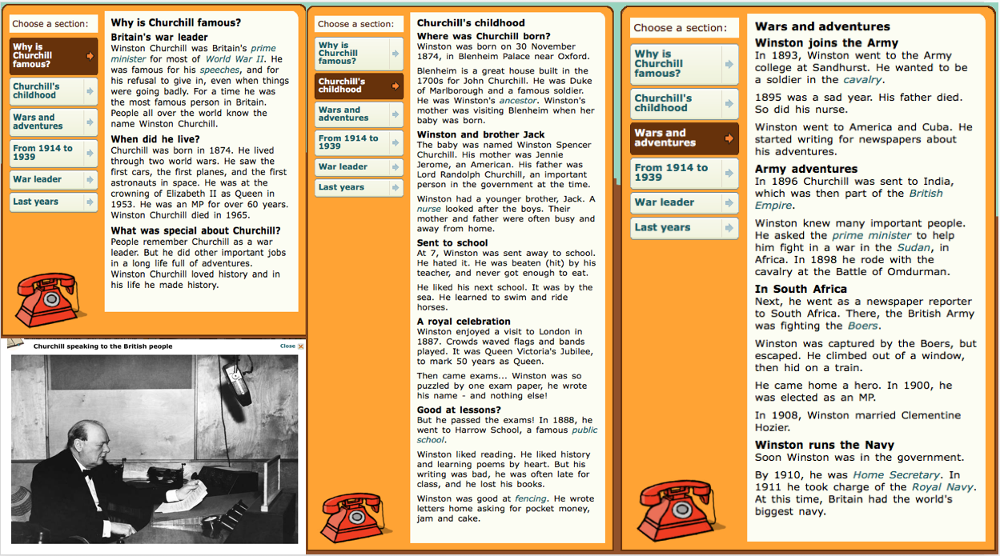 Choose a section:
Why is
Churchill
famous?
Churchill's
childhood
Wars and
adventures
From 1914 to
1939
War leader
Last years
Why is Churchill famous?
Britain's war leader
Winston Churchill was Britain's prime
minister for most of World War II. He
was famous for his speeches, and for
his refusal to give in, even when things
were going badly. For a time he was
the most famous person in Britain.
People all over the world know the
name Winston Churchill.
When did he live?
Churchill was born in 1874. He lived
through two world wars. He saw the
first cars, the first planes, and the first
astronauts in space. He was at the
crowning of Elizabeth II as Queen in
1953. He was an MP for over 60 years.
Winston Churchill died in 1965.
What was special about Churchill?
People remember Churchill as a war
leader. But he did other important jobs
in a long life full of adventures.
Winston Churchill loved history and in
his life he made history.
Churchill speaking to the British people
Close
Choose a section:
Why is
Churchill
famous?
Churchill's
childhood
Wars and
adventures
From 1914 to
1939
War leader
Last years
Churchill's childhood
Where was Churchill born?
Winston was born on 30 November
1874, in Blenheim Palace near Oxford.
Blenheim is a great house built in the
1700s for John Churchill. He was Duke
of Marlborough and a famous soldier.
He was Winston's ancestor. Winston's
mother was visiting Blenheim when her
baby was born.
Winston and brother Jack
The baby was named Winston Spencer
Churchill. His mother was Jennie
Jerome, an American. His father was
Lord Randolph Churchill, an important
person in the government at the time.
Winston had a younger brother, Jack. A
nurse looked after the boys. Their
mother and father were often busy and
away from home.
Sent to school
At 7, Winston was sent away to school.
He hated it. He was beaten (hit) by his
teacher, and never got enough to eat.
He liked his next school. It was by the
sea. He learned to swim and ride
horses.
A royal celebration
Winston enjoyed a visit to London in
1887. Crowds waved flags and bands
played. It was Queen Victoria's Jubilee,
to mark 50 years as Queen.
Then came exams... Winston was so
puzzled by one exam paper, he wrote
his name - and nothing else!
Good at lessons?
But he passed the exams! In 1888, he
went to Harrow School, a famous public
school.
Winston liked reading. He liked history
and learning poems by heart. But his
writing was bad, he was often late for
class, and he lost his books.
Winston was good at fencing. He wrote
letters home asking for pocket money,
jam and cake.
Choose a section:
Why is
Churchill
famous?
Churchill's
childhood
Wars and
adventures
From 1914 to
1939
War leader
Last years
Wars and adventures
Winston joins the Army
In 1893, Winston went to the Army
college at Sandhurst. He wanted to be
a soldier in the cavalry.
1895 was a sad year. His father died.
So did his nurse.
Winston went to America and Cuba. He
started writing for newspapers about
his adventures.
Army adventures
In 1896 Churchill was sent to India,
which was then part of the British
Empire.
Winston knew many important people.
He asked the prime minister to help
him fight in a war in the Sudan, in
Africa. In 1898 he rode with the
cavalry at the Battle of Omdurman.
In South Africa
Next, he went as a newspaper reporter
to South Africa. There, the British Army
was fighting the Boers.
Winston was captured by the Boers, but
escaped. He climbed out of a window,
then hid on a train.
He came home a hero. In 1900, he
was elected as an MP.
In 1908, Winston married Clementine
Hozier.
Winston runs the Navy
Soon Winston was in the government.
By 1910, he was Home Secretary. In
1911 he took charge of the Royal Navy.
At this time, Britain had the world's
biggest navy.